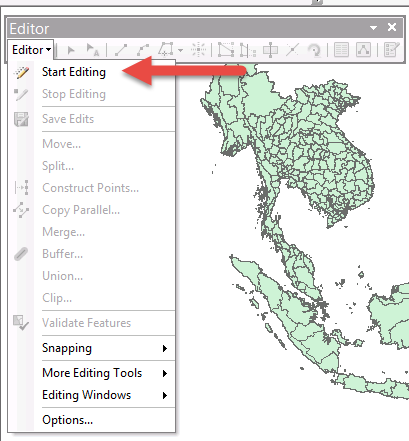 Editor
Editor
Start Editing
Stop Editing
Save Edits
Move...
Split...
Construct Points...
Copy Parallel...
Merge...
Buffer...
Union...
Clip...
Validate Features
Snapping
More Editing Tools
Editing Windows
Options...